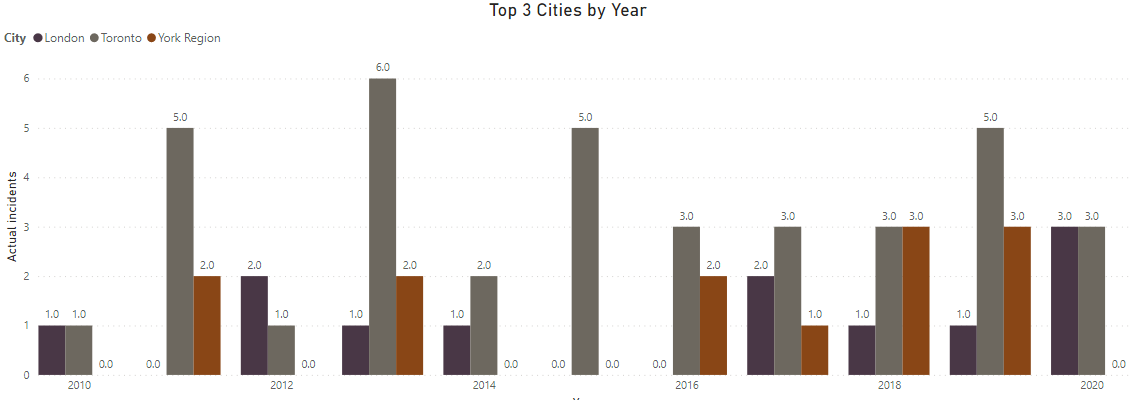 Top 3 Cities by Year
City London Toronto York Region
Actual incidents
6
5
4
3
2
1
0
1.0 1.0 0.0
0.0 5.0 2.0
2.0 1.0 0.0
1.0 6.0 2.0
1.0 2.0 0.0
0.0 5.0 0.0
0.0 3.0 2.0
2.0 3.0 1.0
1.0 3.0 3.0
1.0 5.0 3.0
3.0 3.0 0.0
2010 2012 2014 2016 2018 2020